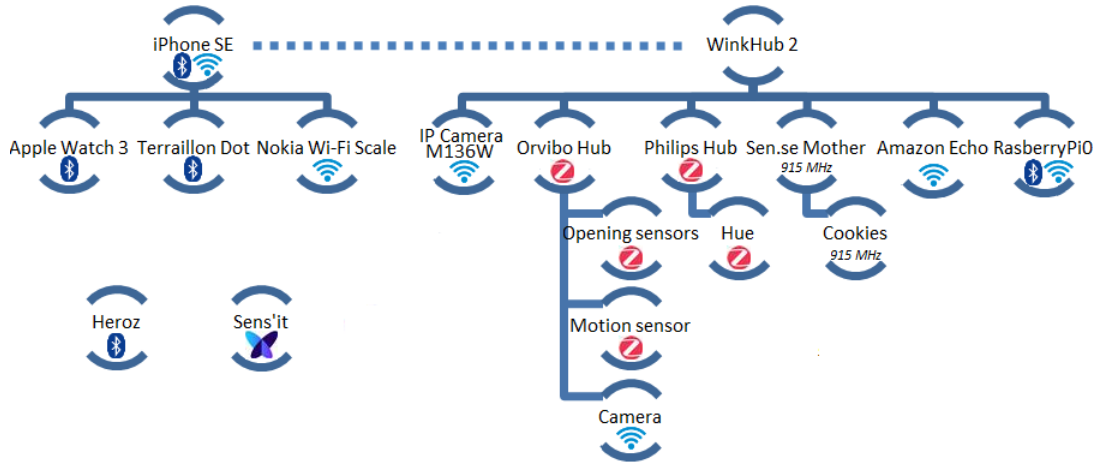 iPhone SE
WinkHub 2
Apple Watch 3
Terraillon Dot
Nokia Wi-Fi Scale
IP Camera
M136W
Orvibo Hub
Philips Hub
Sen.se Mother
915 MHz
Amazon Echo
RasberryPi0
Opening sensors
Hue
Cookies
915 MHz
Heroz
Sens'it
Motion sensor
Camera